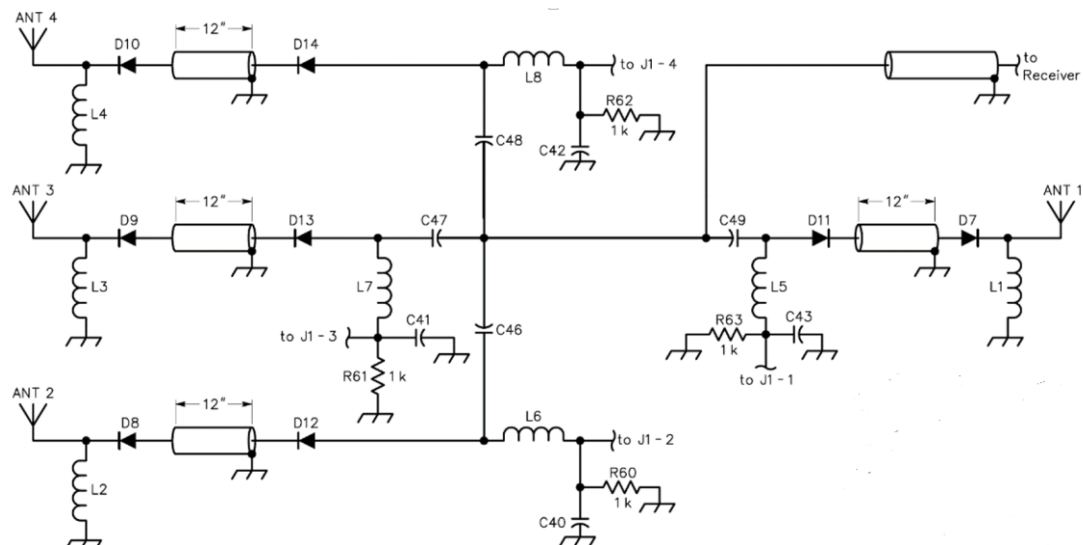 ANT 4
D10
12"
D14
L8
to J1-4
to
Receiver
L4
R62
1 k
C48
C42
ANT 3
D9
12"
D13
C47
C49
D11
12"
D7
ANT 1
L3
L7
C41
to J1-3
R61
1 k
C46
L5
R63
1 k
C43
to J1-1
L1
ANT 2
D8
12"
D12
L6
to J1-2
L2
R60
1 k
C40